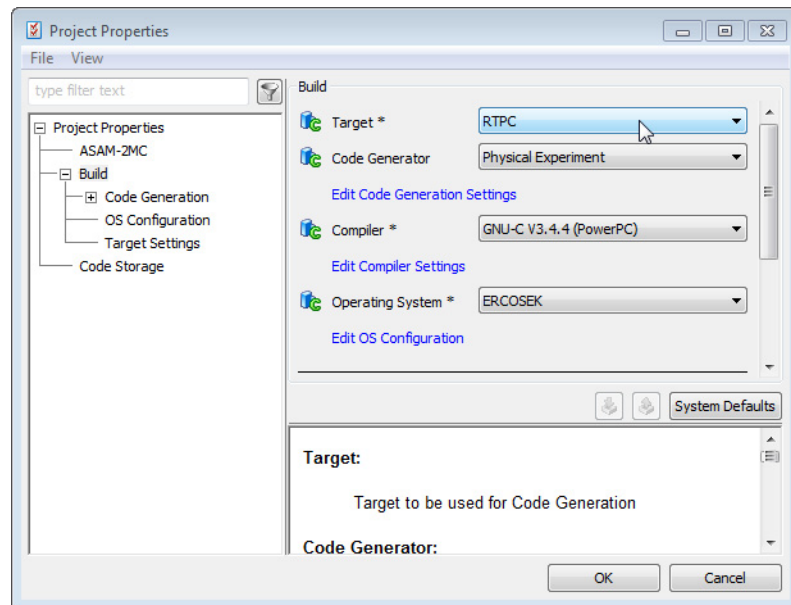 Project Properties
File View
type filter text
Project Properties
ASAM-2MC
Build
Code Generation
OS Configuration
Target Settings
Code Storage
Build
Target * RTPC
Code Generator Physical Experiment
Edit Code Generation Settings
Compiler * GNU-C V3.4.4 (PowerPC)
Edit Compiler Settings
Operating System * ERCOSEK
Edit OS Configuration
System Defaults
Target:
Target to be used for Code Generation
Code Generator:
OK Cancel